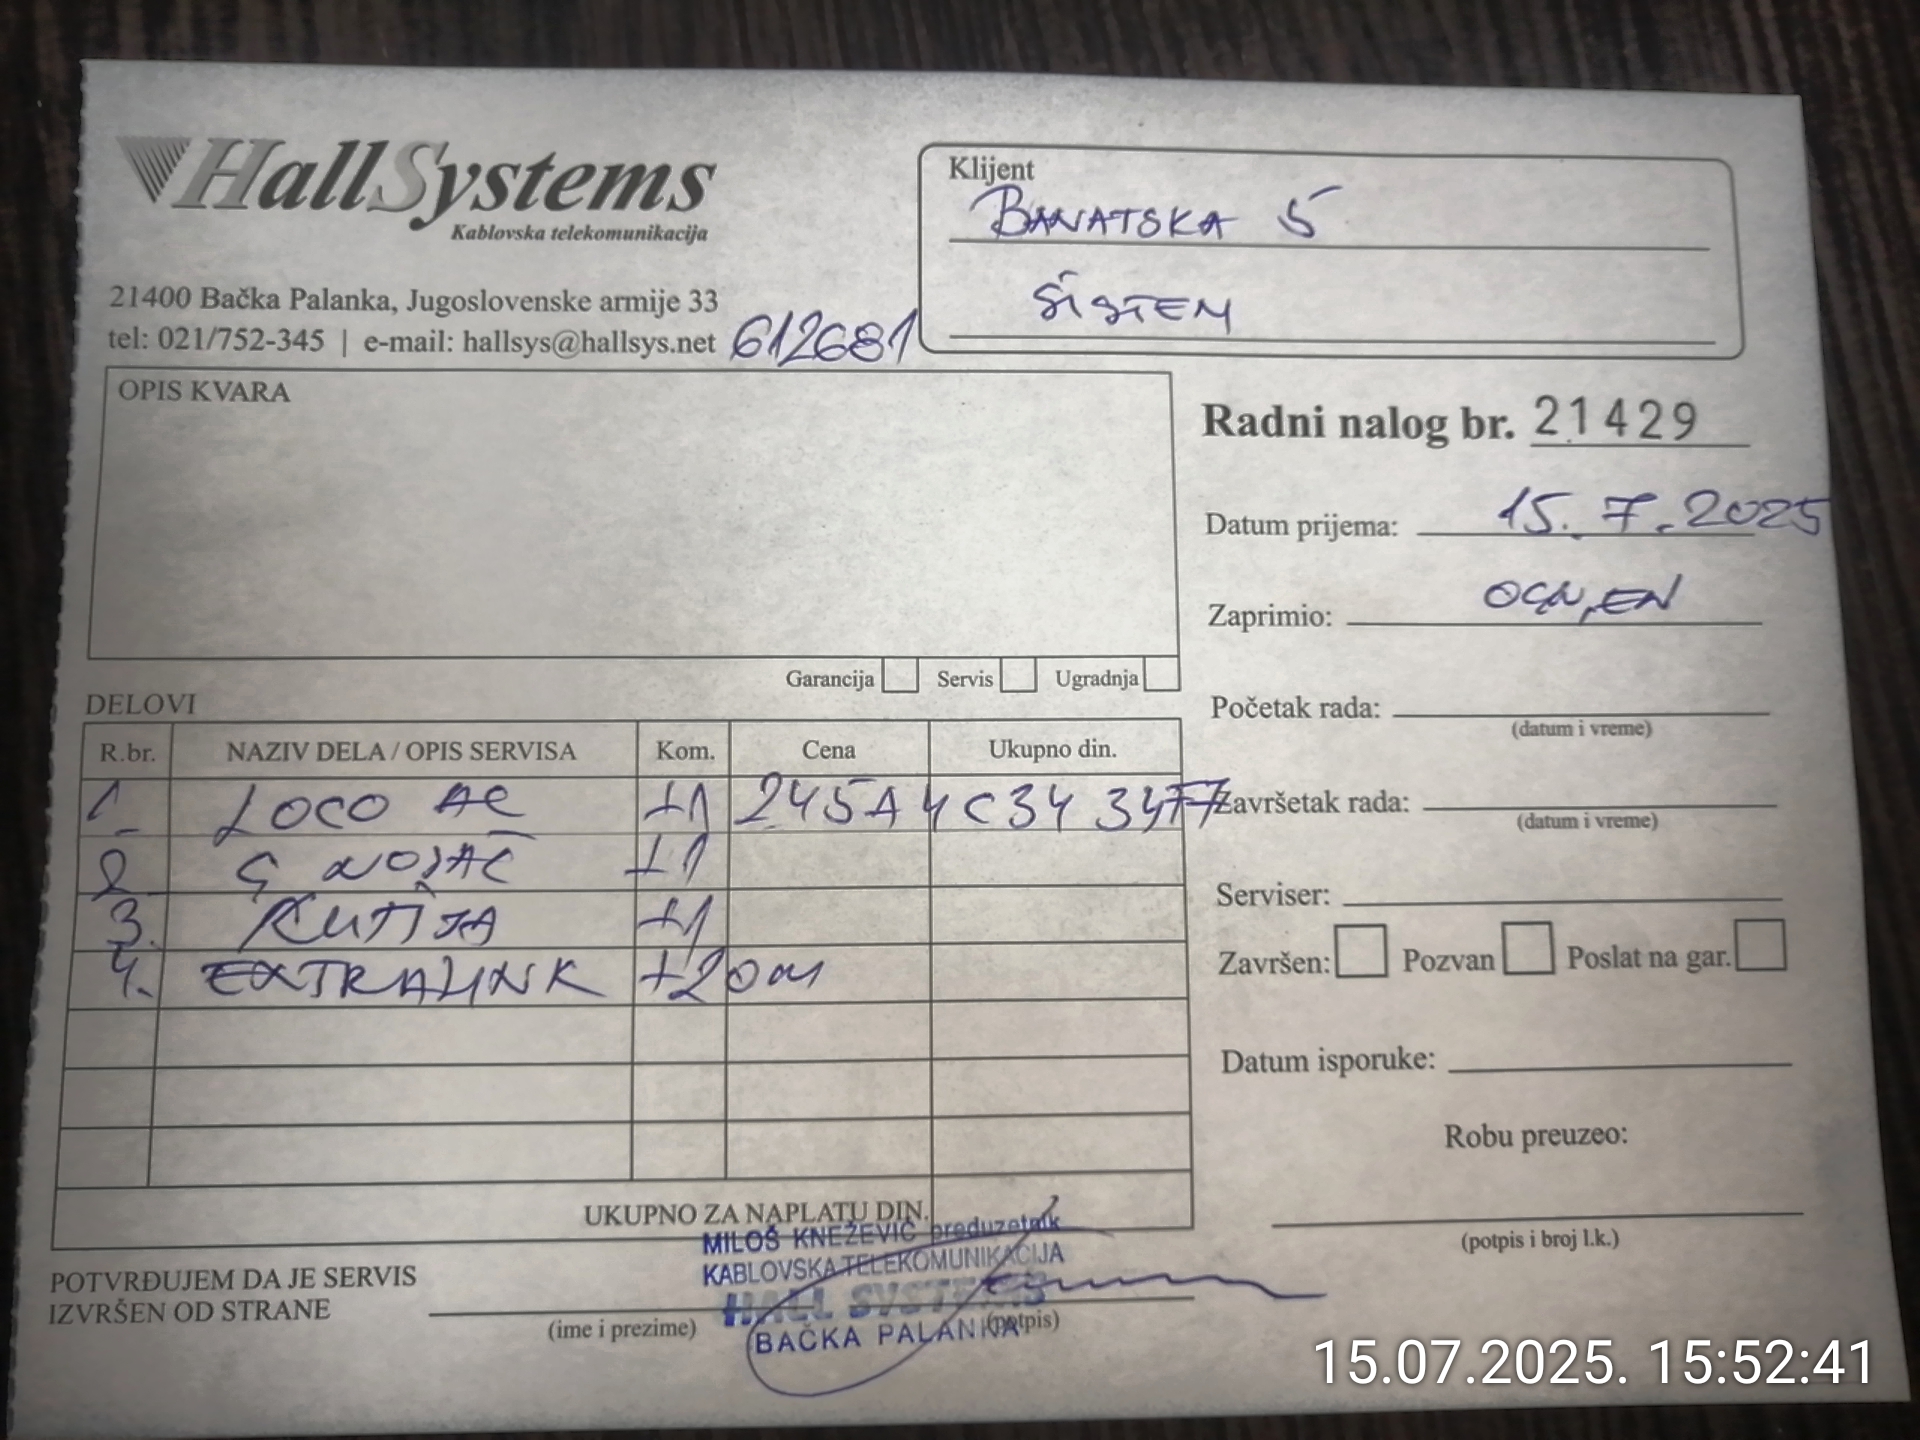 HallSystems
Kablovska telekomunikacija
21400 Bačka Palanka, Jugoslovenske armije 33
tel: 021/752-345 | e-mail: hallsys@hallsys.net
612681
Klijent
BANATSKA 5
SISTEM
OPIS KVARA
Garancija Servis Ugradnja
Radni nalog br. 21429
Datum prijema: 15.7.2025
Zaprimio:
Početak rada:
(datum i vreme)
Završetak rada:
(datum i vreme)
Serviser:
Završen: Pozvan Poslat na gar.
Datum isporuke:
Robu preuzeo:
(potpis i broj l.k.)
DELOVI
R.br. NAZIV DELA / OPIS SERVISA Kom. Cena Ukupno din.
1. LOCO AC +1 245A4C34 3477
2. NOSAČ +1
3. KUTIJA +1
4. EXTRALINK +20m
UKUPNO ZA NAPLATU DIN.
MILOŠ KNEŽEVIĆ preduzetnik
KABLOVSKA TELEKOMUNIKACIJA
HALL SYSTEMS
BAČKA PALANKA
POTVRĐUJEM DA JE SERVIS
IZVRŠEN OD STRANE
(ime i prezime) (potpis)
15.07.2025. 15:52:41